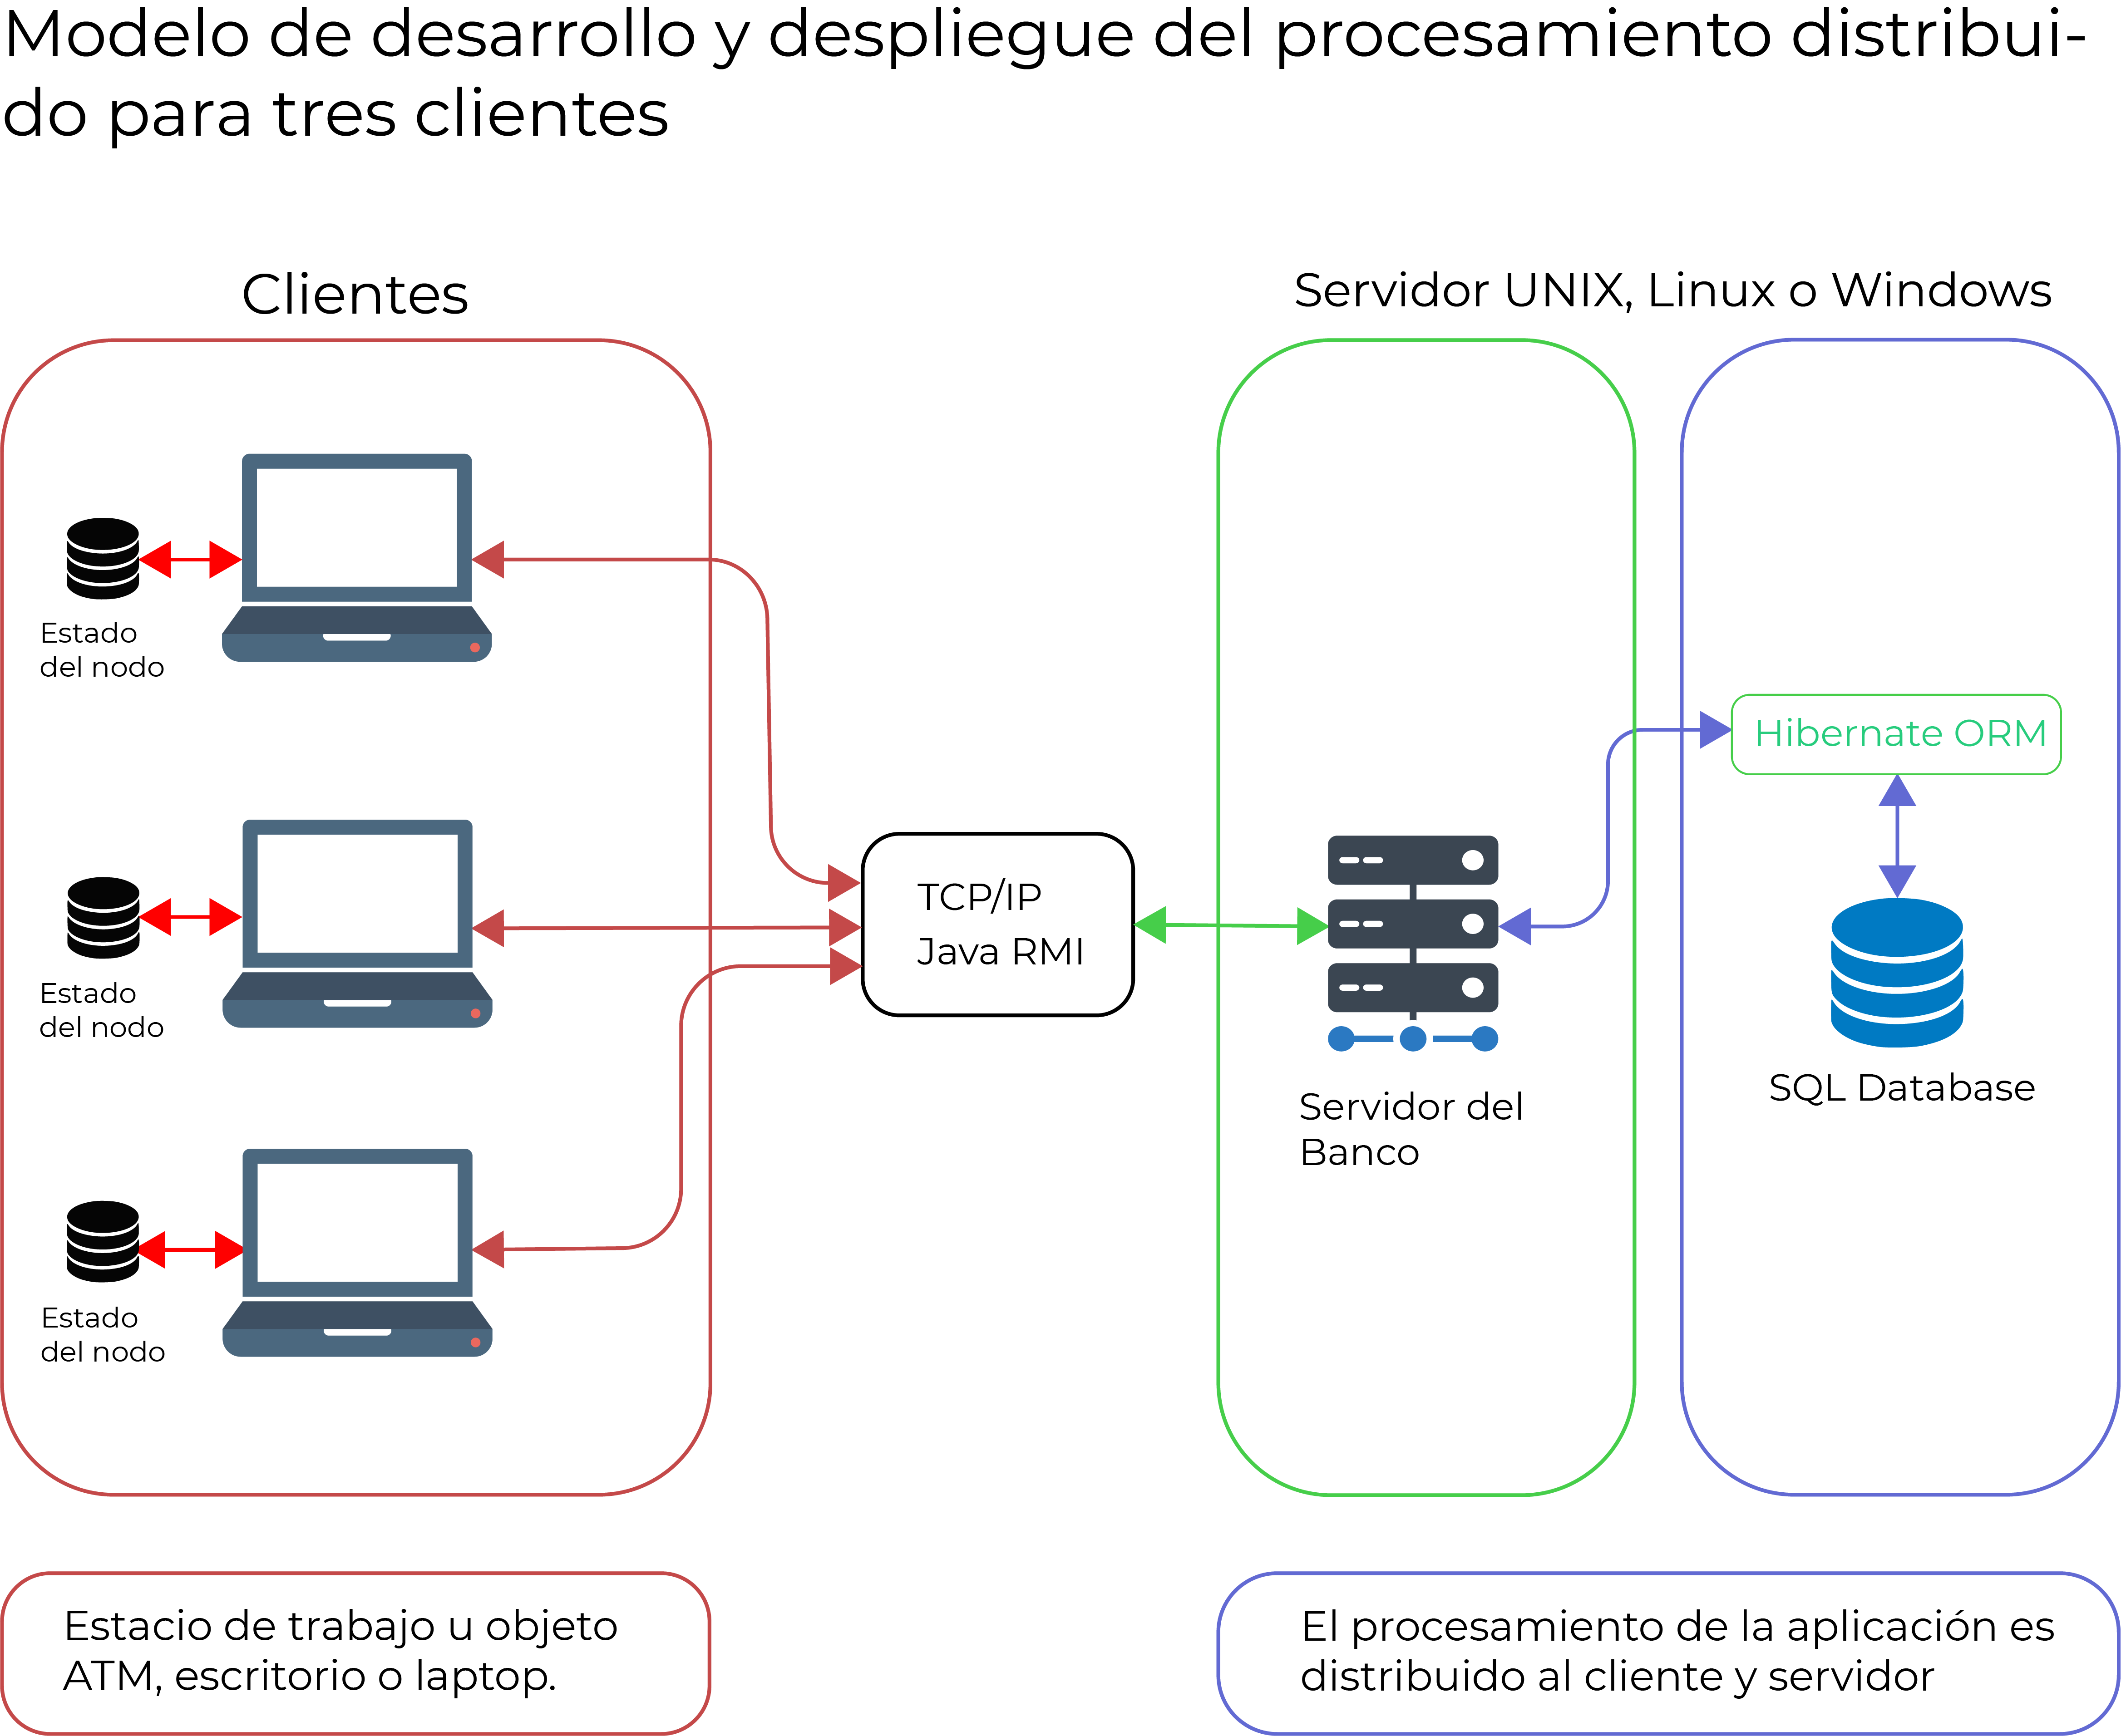 Modelo de desarrollo y despliegue del procesamiento distribui-
do para tres clientes
Clientes
Servidor UNIX, Linux o Windows
Estado
del nodo
Estado
del nodo
Estado
del nodo
TCP/IP
Java RMI
Servidor del
Banco
Hibernate ORM
SQL Database
Estacio de trabajo u objeto
ATM, escritorio o laptop.
El procesamiento de la aplicación es
distribuido al cliente y servidor